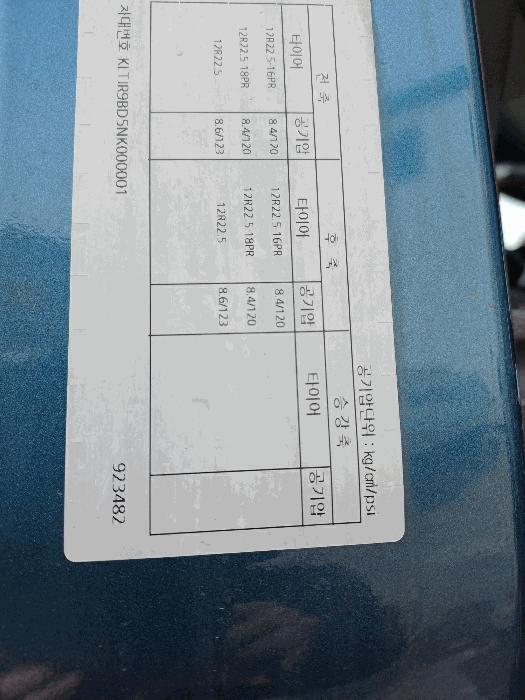 공기압단위 : kg/㎠/psi
전 축 후 축 승강축
타이어 공기압 타이어 공기압 타이어 공기압
12R22.5-16PR 8.4/120 12R22.5-16PR 8.4/120
12R22.5-18PR 8.4/120 12R22.5-18PR 8.4/120
12R22.5 8.6/123 12R22.5 8.6/123
차대번호 KLTJR9BD5NK000001 923482